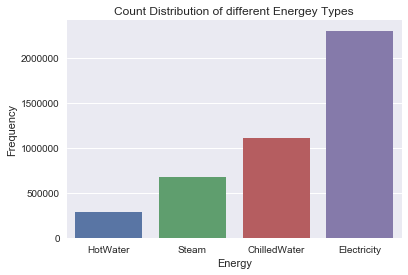 Count Distribution of different Energey Types
Frequency
2000000
1500000
1000000
500000
0
HotWater Steam ChilledWater Electricity
Energy